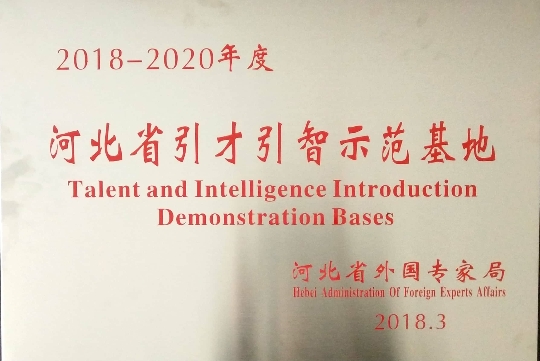 2018-2020年度
河北省引才引智示范基地
Talent and Intelligence Introduction
Demonstration Bases
河北省外国专家局
Hebei Administration Of Foreign Experts Affairs
2018.3